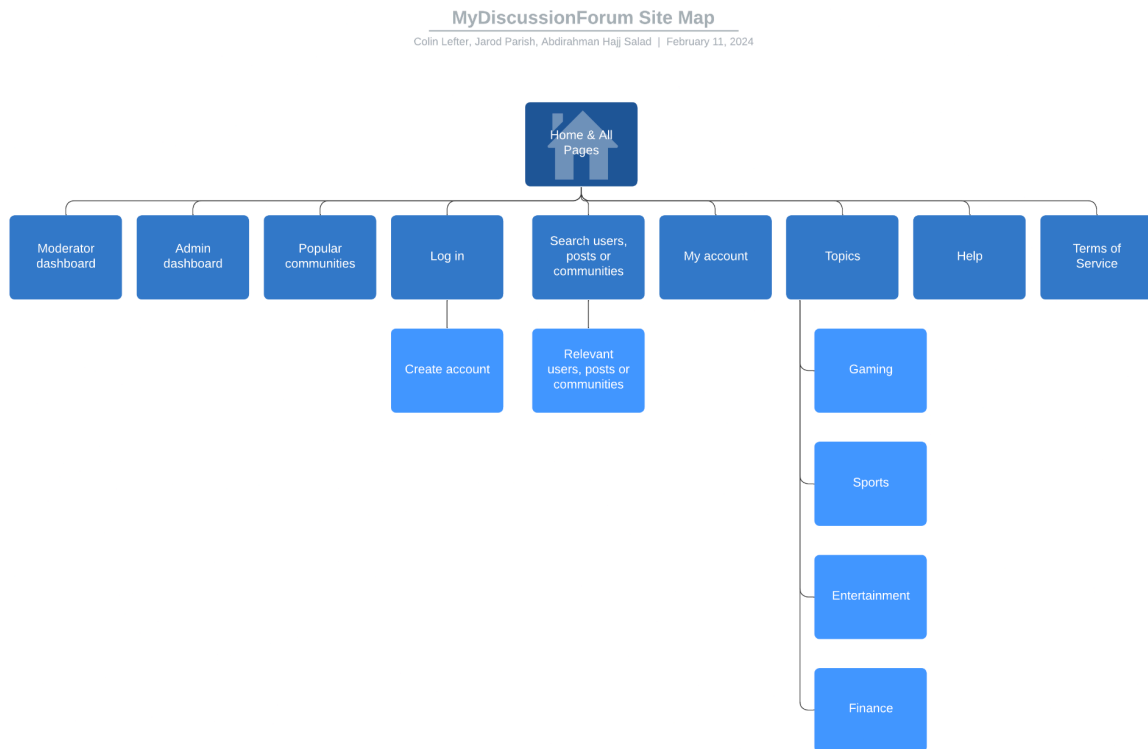 MyDiscussionForum Site Map
Colin Lefter, Jarod Parish, Abdirahman Hajj Salad | February 11, 2024
Home & All
Pages
Moderator
dashboard
Admin
dashboard
Popular
communities
Log in
Search users,
posts or
communities
My account
Topics
Help
Terms of
Service
Create account
Relevant
users, posts or
communities
Gaming
Sports
Entertainment
Finance